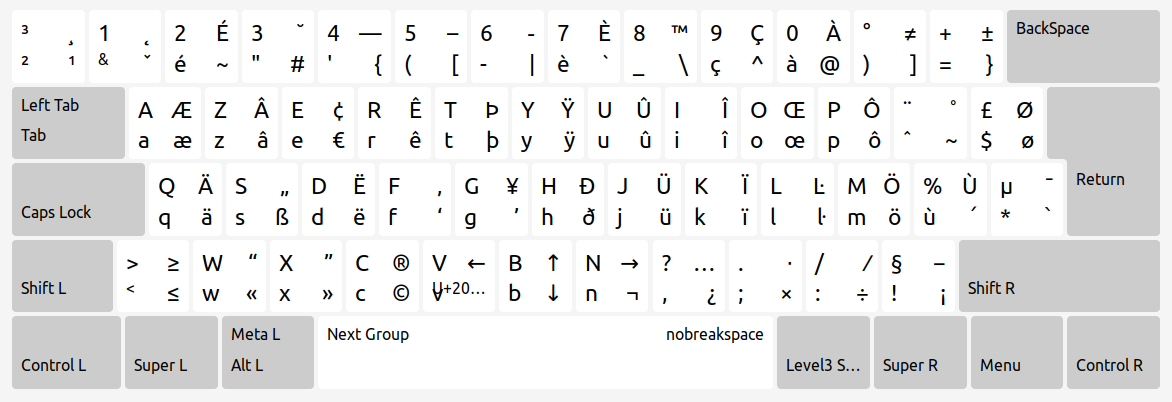 ³ ¸ 1 ˛ 2 É 3 ˘ 4 — 5 – 6 ‑ 7 È 8 ™ 9 Ç 0 À ° ≠ + ± BackSpace
² ¹ & ˇ é ~ " # ' { ( [ - | è ` _ \ ç ^ à @ ) ] = }
Left Tab A Æ Z Â E ¢ R Ê T Þ Y Ÿ U Û I Î O Œ P Ô ¨ ˚ £ Ø
Tab a æ z â e € r ê t þ y ÿ u û i î o œ p ô ˆ ~ $ ø
Q Ä S „ D Ë F ‚ G ¥ H Ð J Ü K Ï L Ŀ M Ö % Ù µ ¯ Return
Caps Lock q ä s ß d ë f ‘ g ’ h ð j ü k ï l ŀ m ö ù ´ * `
> ≥ W “ X ” C ® V ← B ↑ N → ? … . · / ⁄ § −
Shift L < ≤ w « x » c © U+20… b ↓ n ¬ , ¿ ; × : ÷ ! ¡ Shift R
Meta L Next Group nobreakspace
Control L Super L Alt L Level3 S… Super R Menu Control R